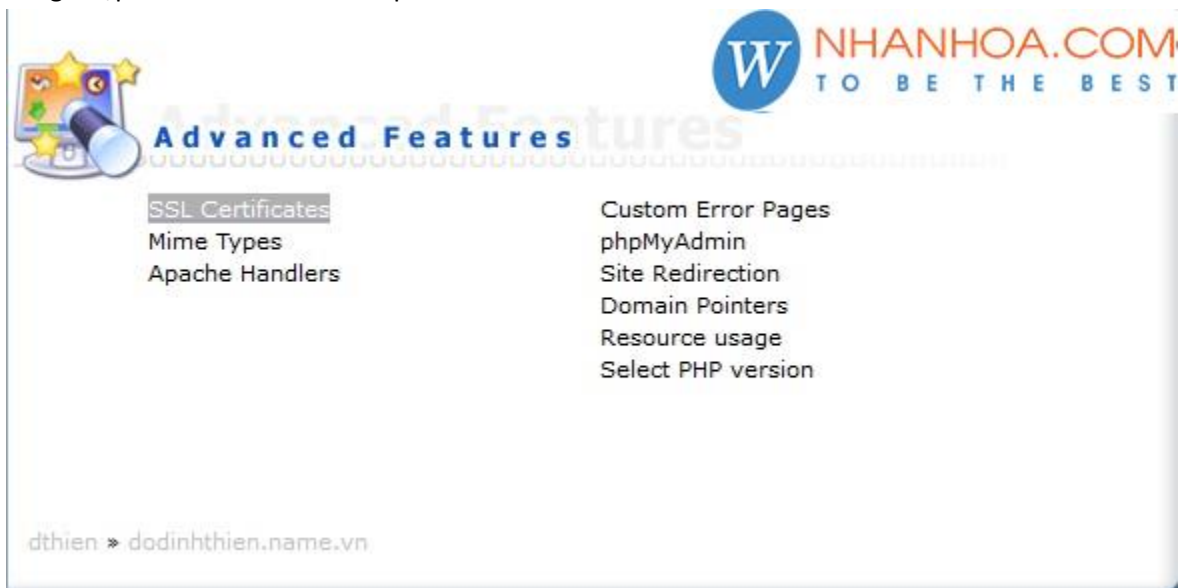 NHANHOA.COM
TO BE THE BEST
Advanced Features
SSL Certificates
Mime Types
Apache Handlers
Custom Error Pages
phpMyAdmin
Site Redirection
Domain Pointers
Resource usage
Select PHP version
dthien » dodinhthien.name.vn